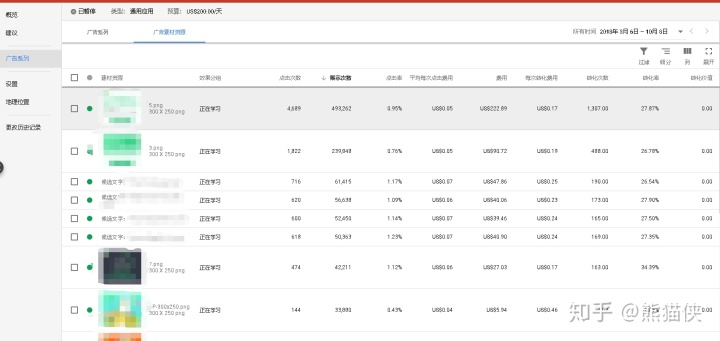 概览
建议
广告系列
设置
地理位置
更改历史记录
已暂停 类型: 通用应用 预算: US$200.00/天
广告系列 广告素材资源
所有时间 2018年3月6日 – 10月8日
过滤 细分 列 展开
素材资源 效果分组 点击次数 ↓ 展示次数 点击率 平均每次点击费用 费用 每次转化费用 转化次数 转化率 转化价值
5.png
300 X 250 png 正在学习 4,689 493,262 0.95% US$0.05 US$222.89 US$0.17 1,307.00 27.87% 0.00
3.png
300 X 250 png 正在学习 1,822 239,848 0.76% US$0.05 US$90.72 US$0.19 488.00 26.78% 0.00
候选文字: 正在学习 716 61,415 1.17% US$0.07 US$47.86 US$0.25 190.00 26.54% 0.00
候选文字: 正在学习 620 56,638 1.09% US$0.06 US$40.06 US$0.23 173.00 27.90% 0.00
候选文字: 正在学习 600 52,450 1.14% US$0.07 US$39.46 US$0.24 165.00 27.50% 0.00
候选文字: 正在学习 618 50,363 1.23% US$0.07 US$40.90 US$0.24 169.00 27.35% 0.00
7.png
300 X 250 png 正在学习 474 42,211 1.12% US$0.06 US$27.03 US$0.17 163.00 34.39% 0.00
300x250.png
300 X 250 png 正在学习 144 33,890 0.43% US$0.04 US$5.94 US$0.46 0.00
知乎 @熊猫侠